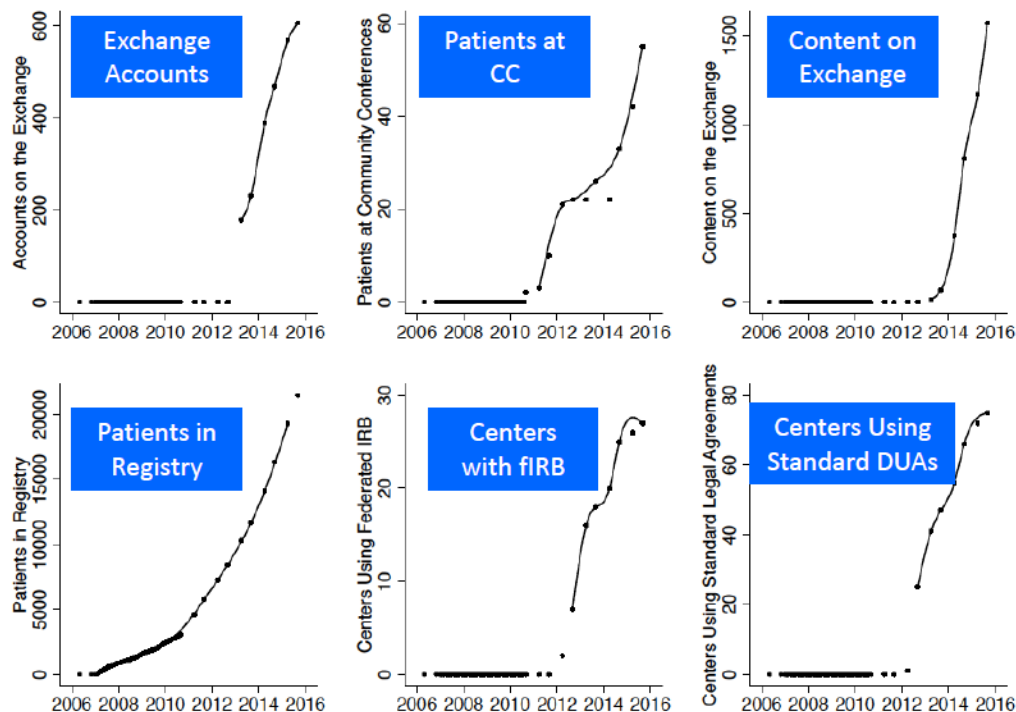 Exchange
Accounts
Accounts on the Exchange
600
400
200
0
2006 2008 2010 2012 2014 2016
Patients at
CC
Patients at Community Conferences
60
40
20
0
2006 2008 2010 2012 2014 2016
Content on
Exchange
Content on the Exchange
1500
1000
500
0
2006 2008 2010 2012 2014 2016
Patients in
Registry
Patients in Registry
20000
15000
10000
5000
0
2006 2008 2010 2012 2014 2016
Centers
with fIRB
Centers Using Federated IRB
30
20
10
0
2006 2008 2010 2012 2014 2016
Centers Using
Standard DUAs
Centers Using Standard Legal Agreements
80
60
40
20
0
2006 2008 2010 2012 2014 2016